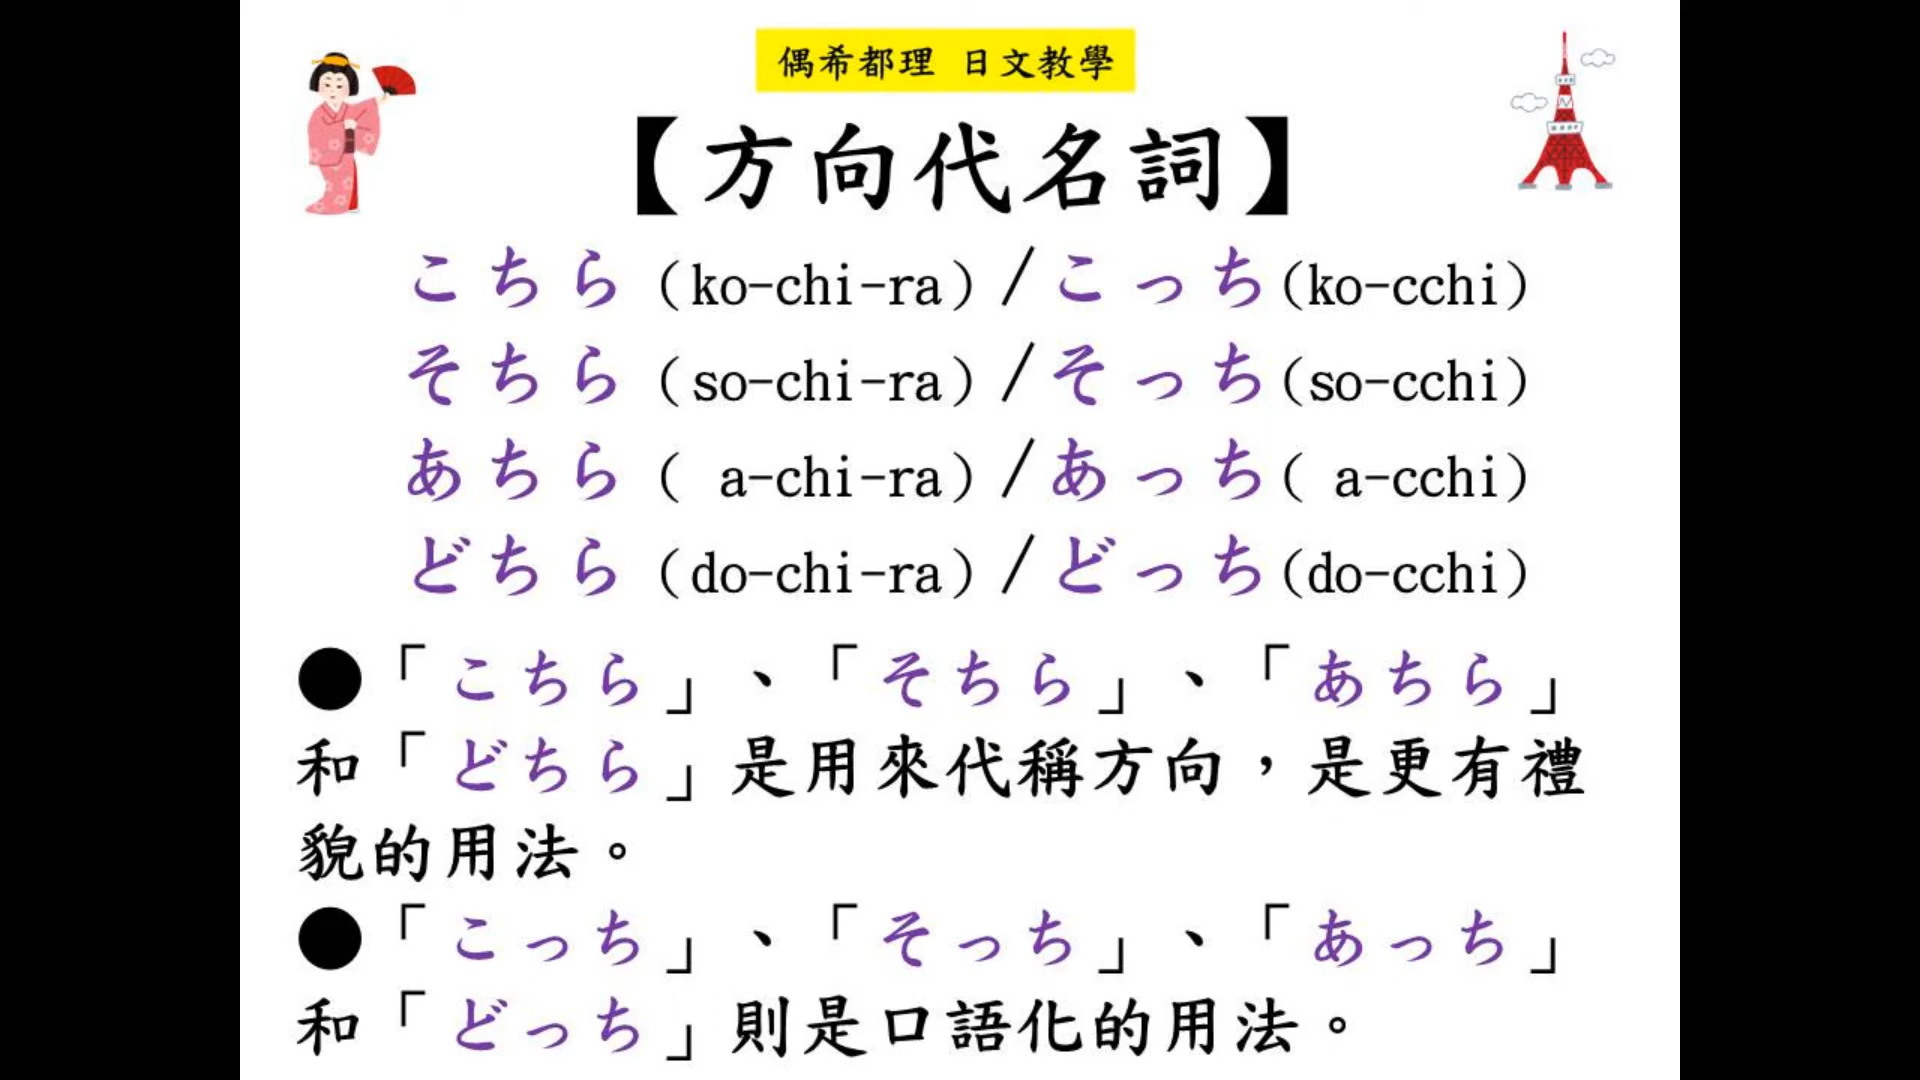 偶希都理 日文教學
【方向代名詞】
こちら(ko-chi-ra)/こっち(ko-cchi)
そちら(so-chi-ra)/そっち(so-cchi)
あちら( a-chi-ra)/あっち( a-cchi)
どちら(do-chi-ra)/どっち(do-cchi)
●「こちら」、「そちら」、「あちら」
和「どちら」是用來代稱方向，是更有禮
貌的用法。
●「こっち」、「そっち」、「あっち」
和「どっち」則是口語化的用法。